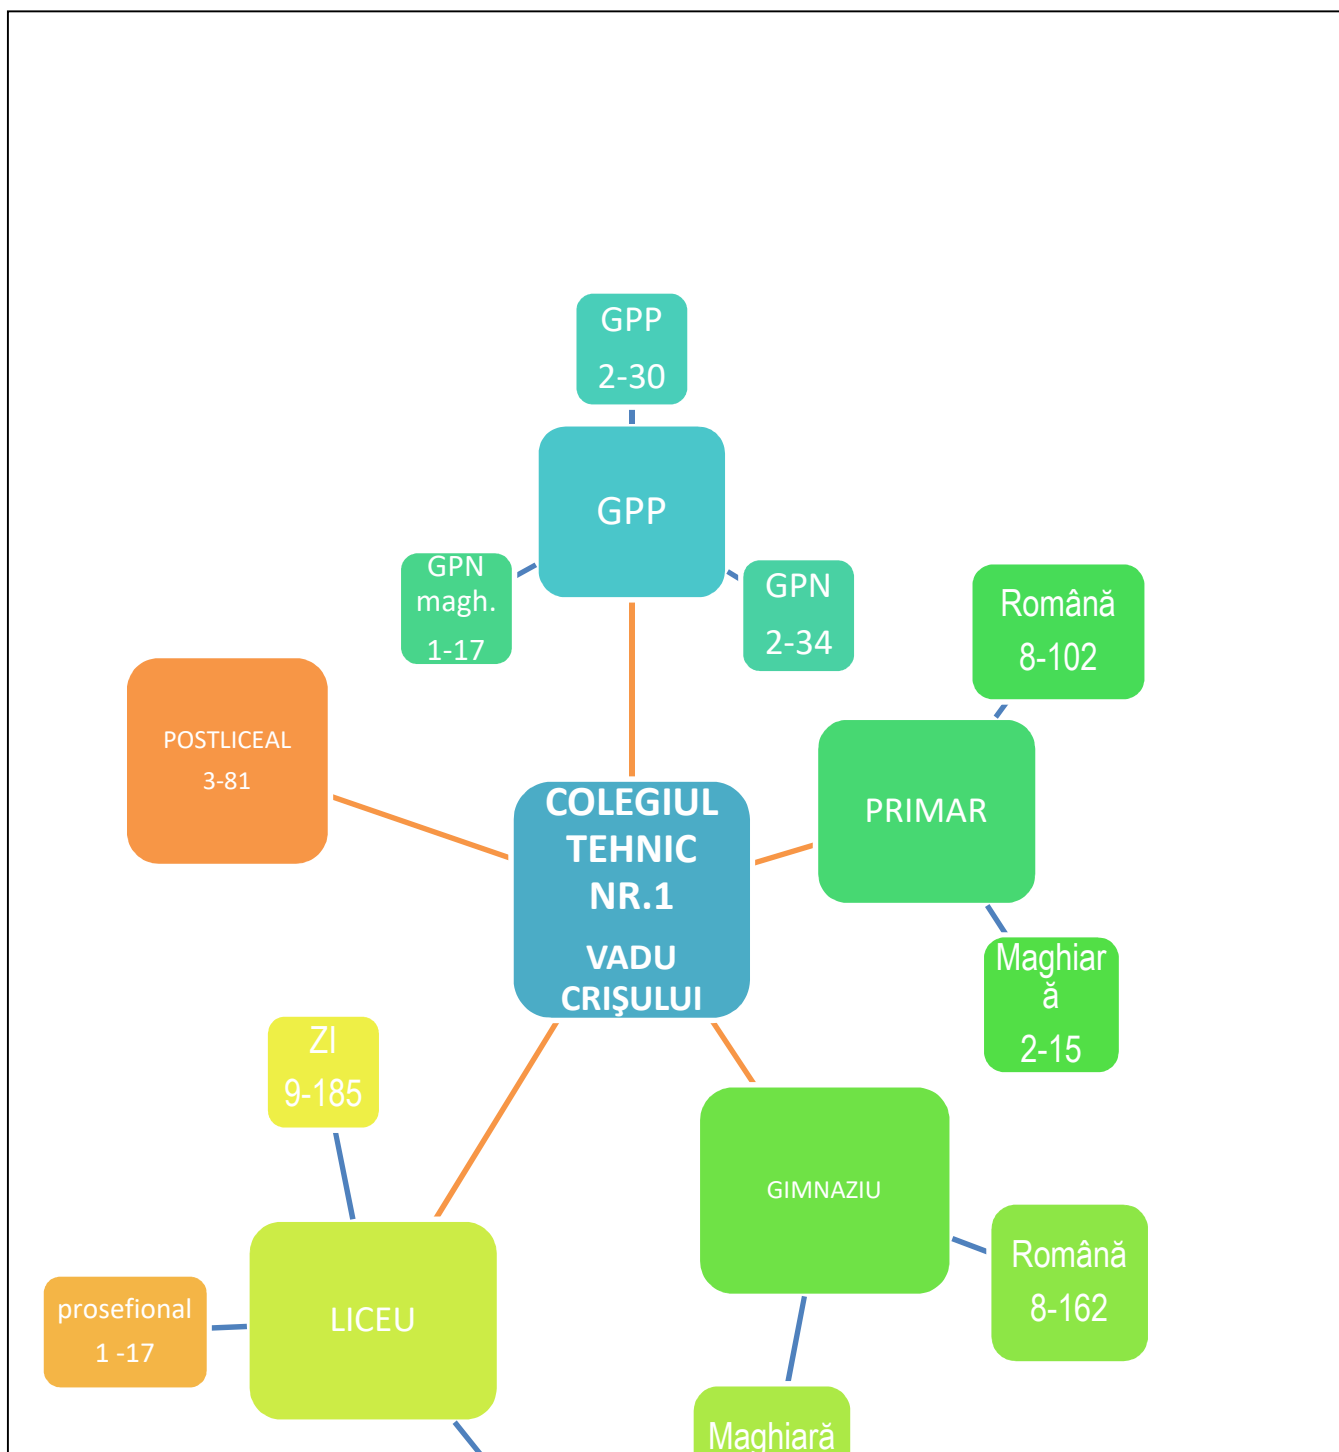 GPP
2-30
GPP
GPN
magh.
1-17
GPN
2-34
Română
8-102
POSTLICEAL
3-81
PRIMAR
COLEGIUL
TEHNIC
NR.1
VADU
CRIŞULUI
Maghiar
ă
2-15
ZI
9-185
GIMNAZIU
Română
8-162
LICEU
prosefional
1 -17
Maghiară